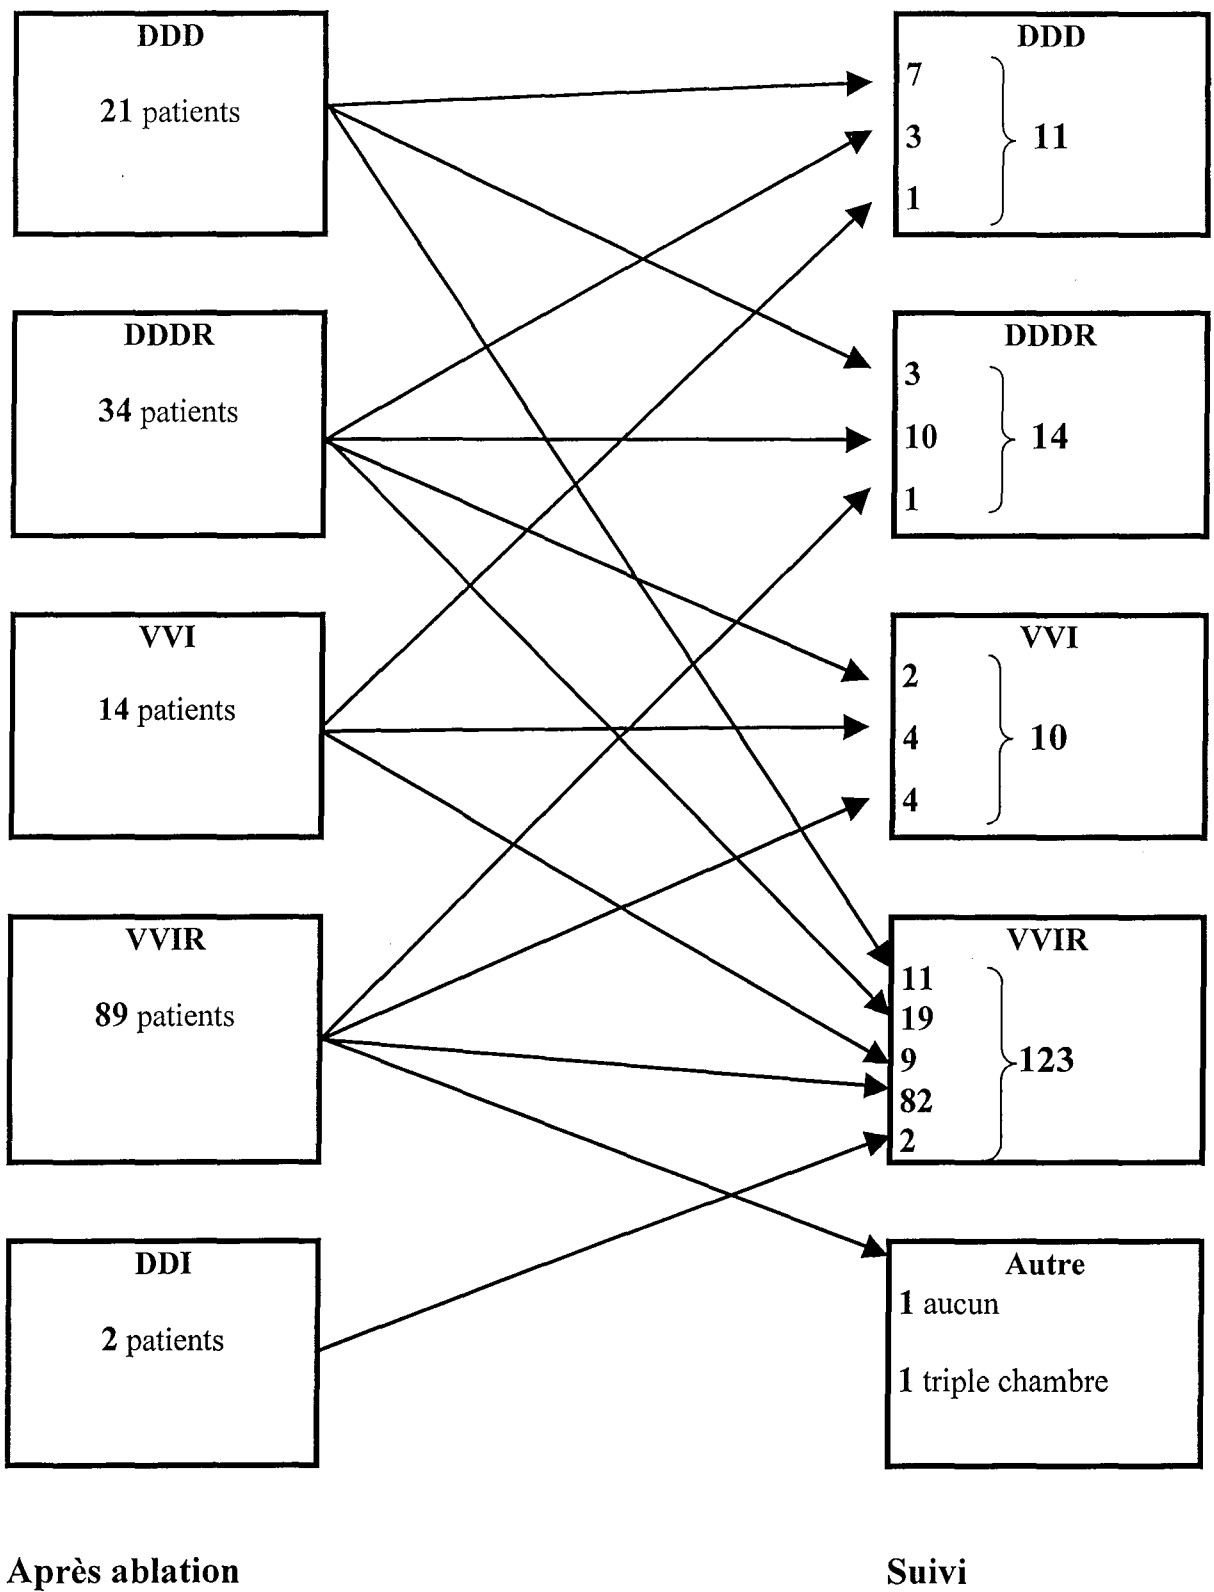 DDD
21 patients
DDDR
34 patients
VVI
14 patients
VVIR
89 patients
DDI
2 patients
Après ablation
DDD
7
3
11
1
DDDR
3
10
14
1
VVI
2
4
10
4
VVIR
11
19
9
123
82
2
Autre
1 aucun
1 triple chambre
Suivi